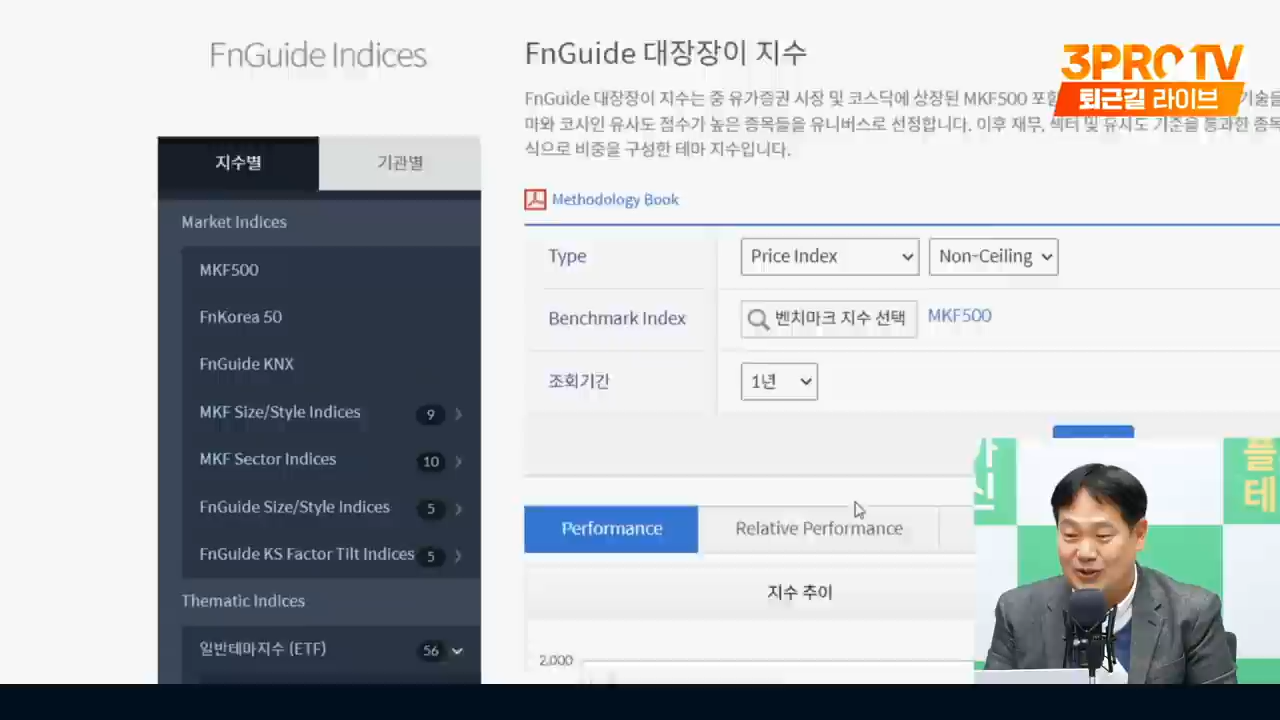 FnGuide Indices
FnGuide 대장장이 지수
3PRO TV
퇴근길 라이브
FnGuide 대장장이 지수는 중 유가증권 시장 및 코스닥에 상장된 MKF500 기술을
마와 코사인 유사도 점수가 높은 종목들을 유니버스로 선정합니다. 이후 재무, 섹터 및 유사도 기준을 통과한 종목
식으로 비중을 구성한 테마 지수입니다.
지수별
기관별
Methodology Book
Market Indices
MKF500
FnKorea 50
FnGuide KNX
MKF Size/Style Indices 9
MKF Sector Indices 10
FnGuide Size/Style Indices 5
FnGuide KS Factor Tilt Indices 5
Thematic Indices
일반테마지수 (ETF) 56
Type
Price Index
Non-Ceiling
Benchmark Index
벤치마크 지수 선택
MKF500
조회기간
1년
Performance
Relative Performance
지수 추이
2,000
플
테